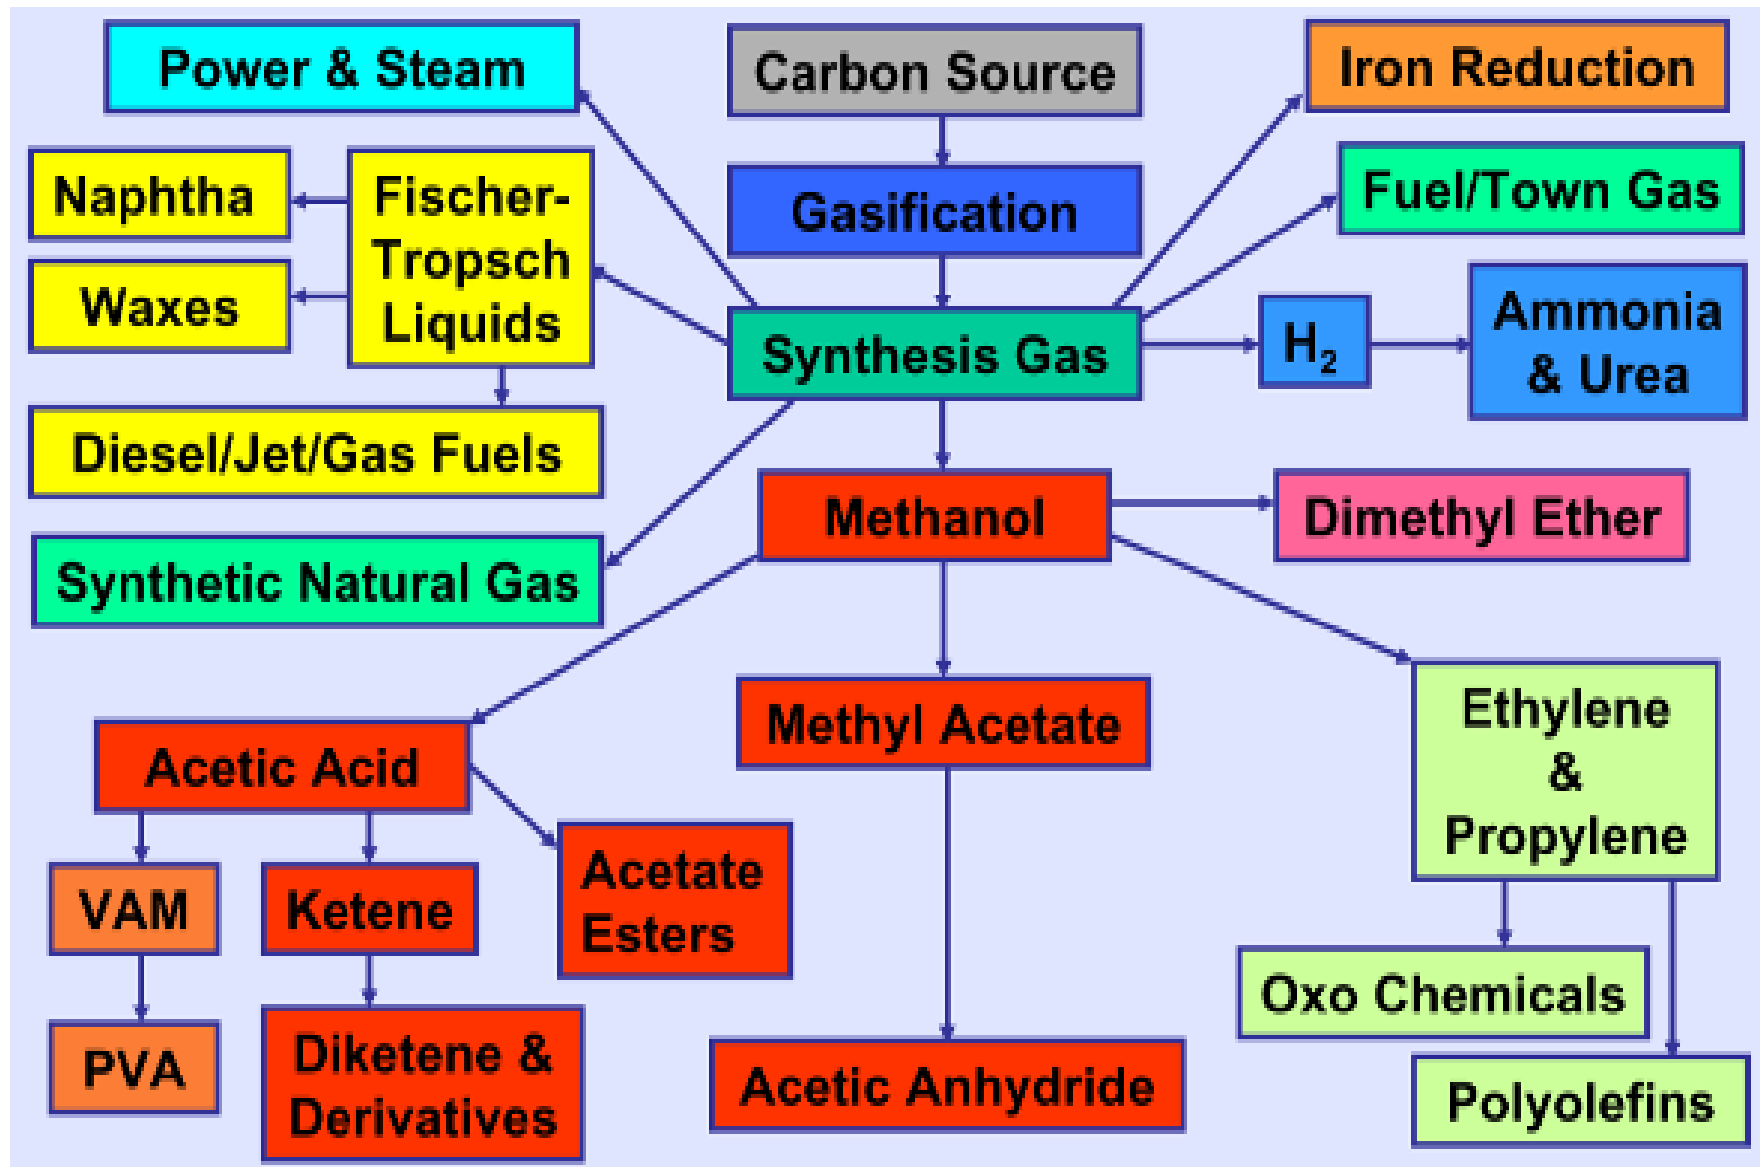 Power & Steam
Carbon Source
Iron Reduction
Naphtha
Fischer-
Tropsch
Liquids
Gasification
Fuel/Town Gas
Waxes
Synthesis Gas
H₂
Ammonia
& Urea
Diesel/Jet/Gas Fuels
Methanol
Dimethyl Ether
Synthetic Natural Gas
Acetic Acid
Methyl Acetate
Ethylene
&
Propylene
VAM
Ketene
Acetate
Esters
Oxo Chemicals
PVA
Diketene &
Derivatives
Acetic Anhydride
Polyolefins